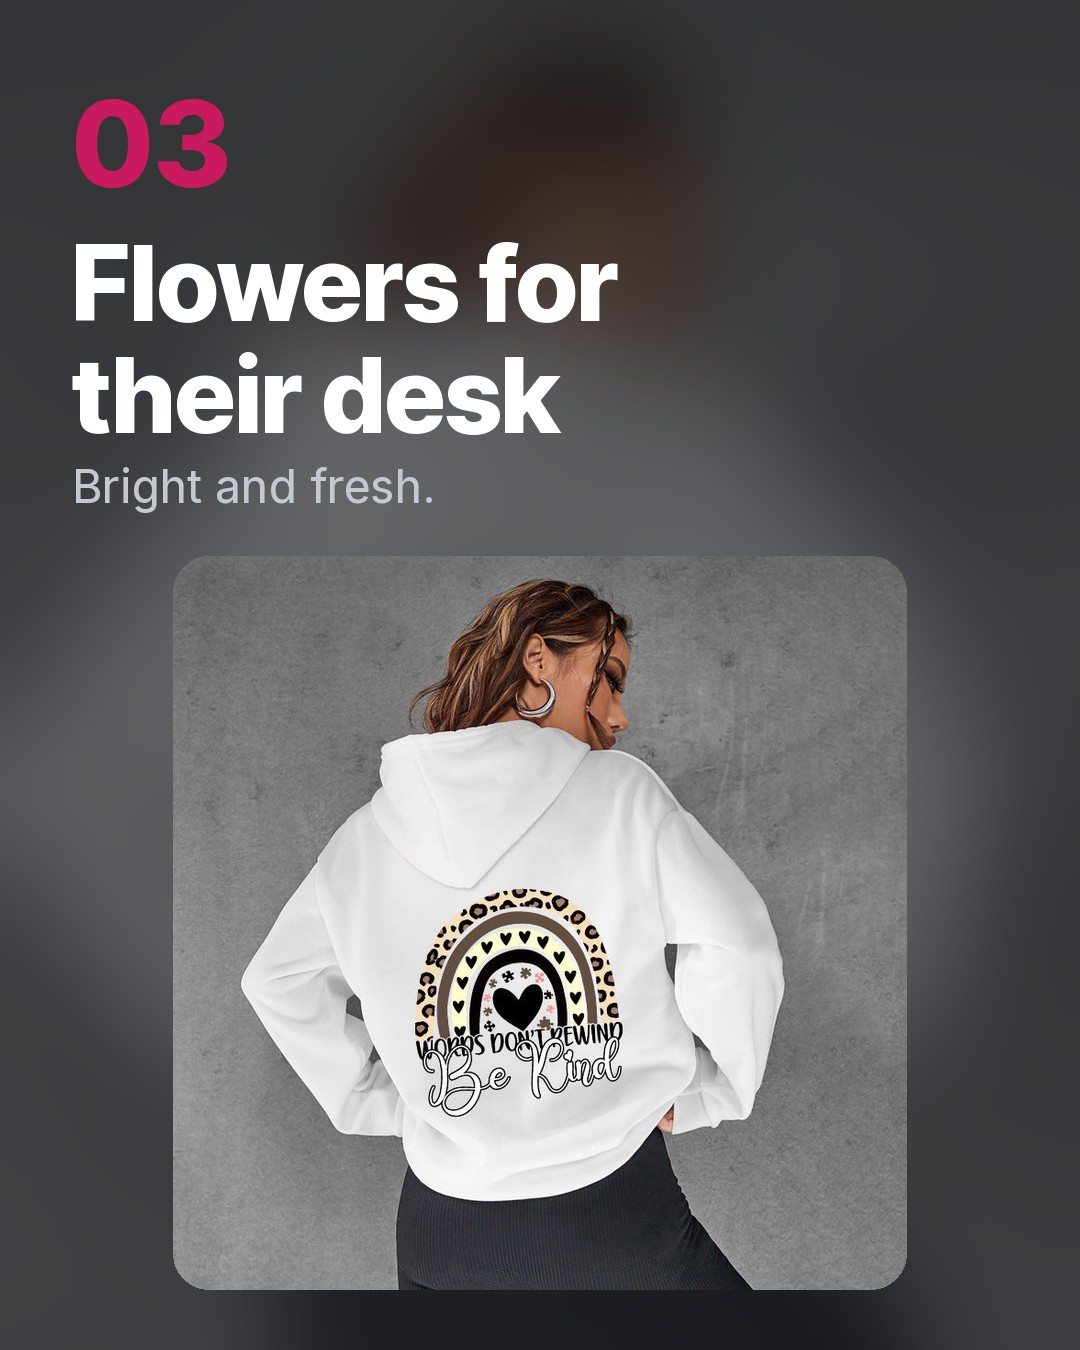 03
Flowers for
their desk
Bright and fresh.
WORDS DON'T REWIND
Be Kind